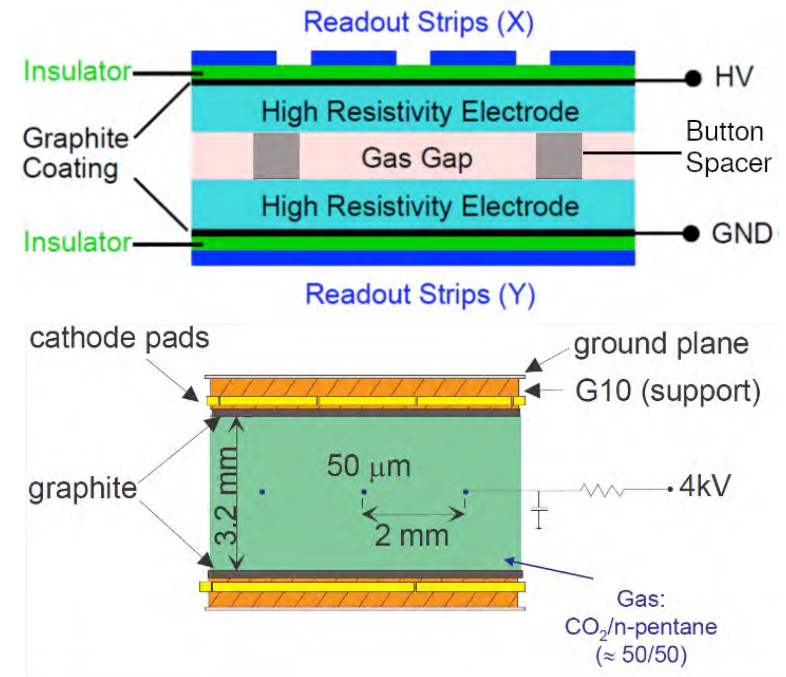 Readout Strips (X)
Insulator
HV
High Resistivity Electrode
Graphite
Coating
Gas Gap
Button
Spacer
High Resistivity Electrode
Insulator
GND
Readout Strips (Y)
cathode pads
ground plane
G10 (support)
graphite
3.2 mm
50 μm
2 mm
4kV
Gas:
CO₂/n-pentane
(≈ 50/50)